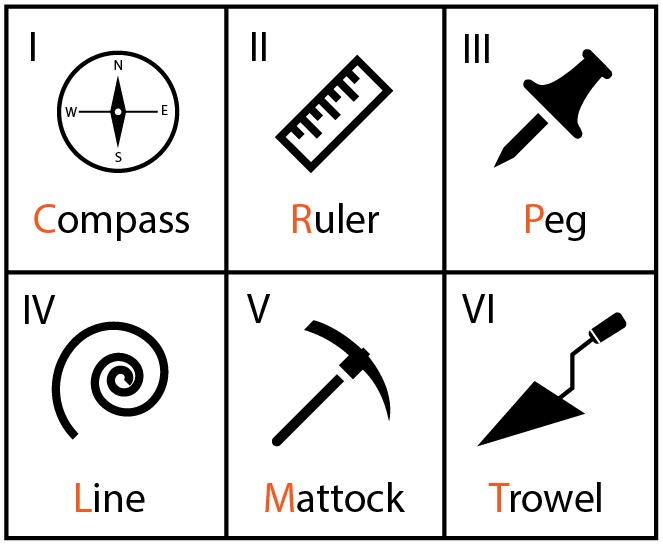 I
N
W E
S
Compass
II
Ruler
III
Peg
IV
Line
V
Mattock
VI
Trowel